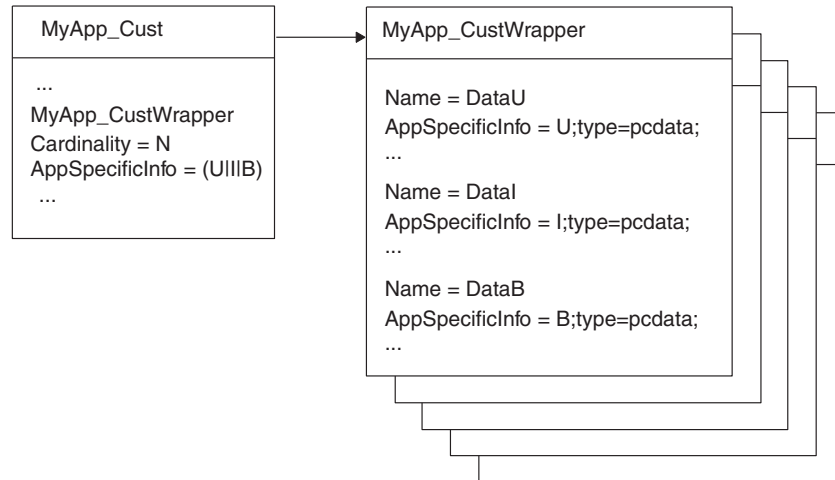 MyApp_Cust
...
MyApp_CustWrapper
Cardinality = N
AppSpecificInfo = (U|I|B)
...
MyApp_CustWrapper
Name = DataU
AppSpecificInfo = U;type=pcdata;
...
Name = DataI
AppSpecificInfo = I;type=pcdata;
...
Name = DataB
AppSpecificInfo = B;type=pcdata;
...